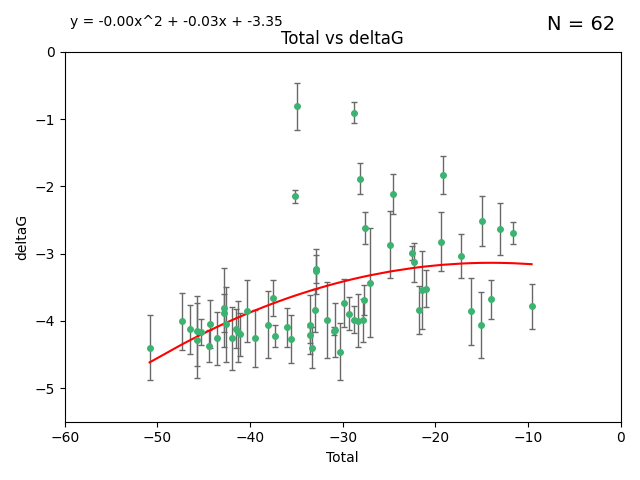 y = -0.00x^2 + -0.03x + -3.35
N = 62
Total vs deltaG
0
−1
−2
−3
−4
−5
deltaG
−60 −50 −40 −30 −20 −10 0
Total